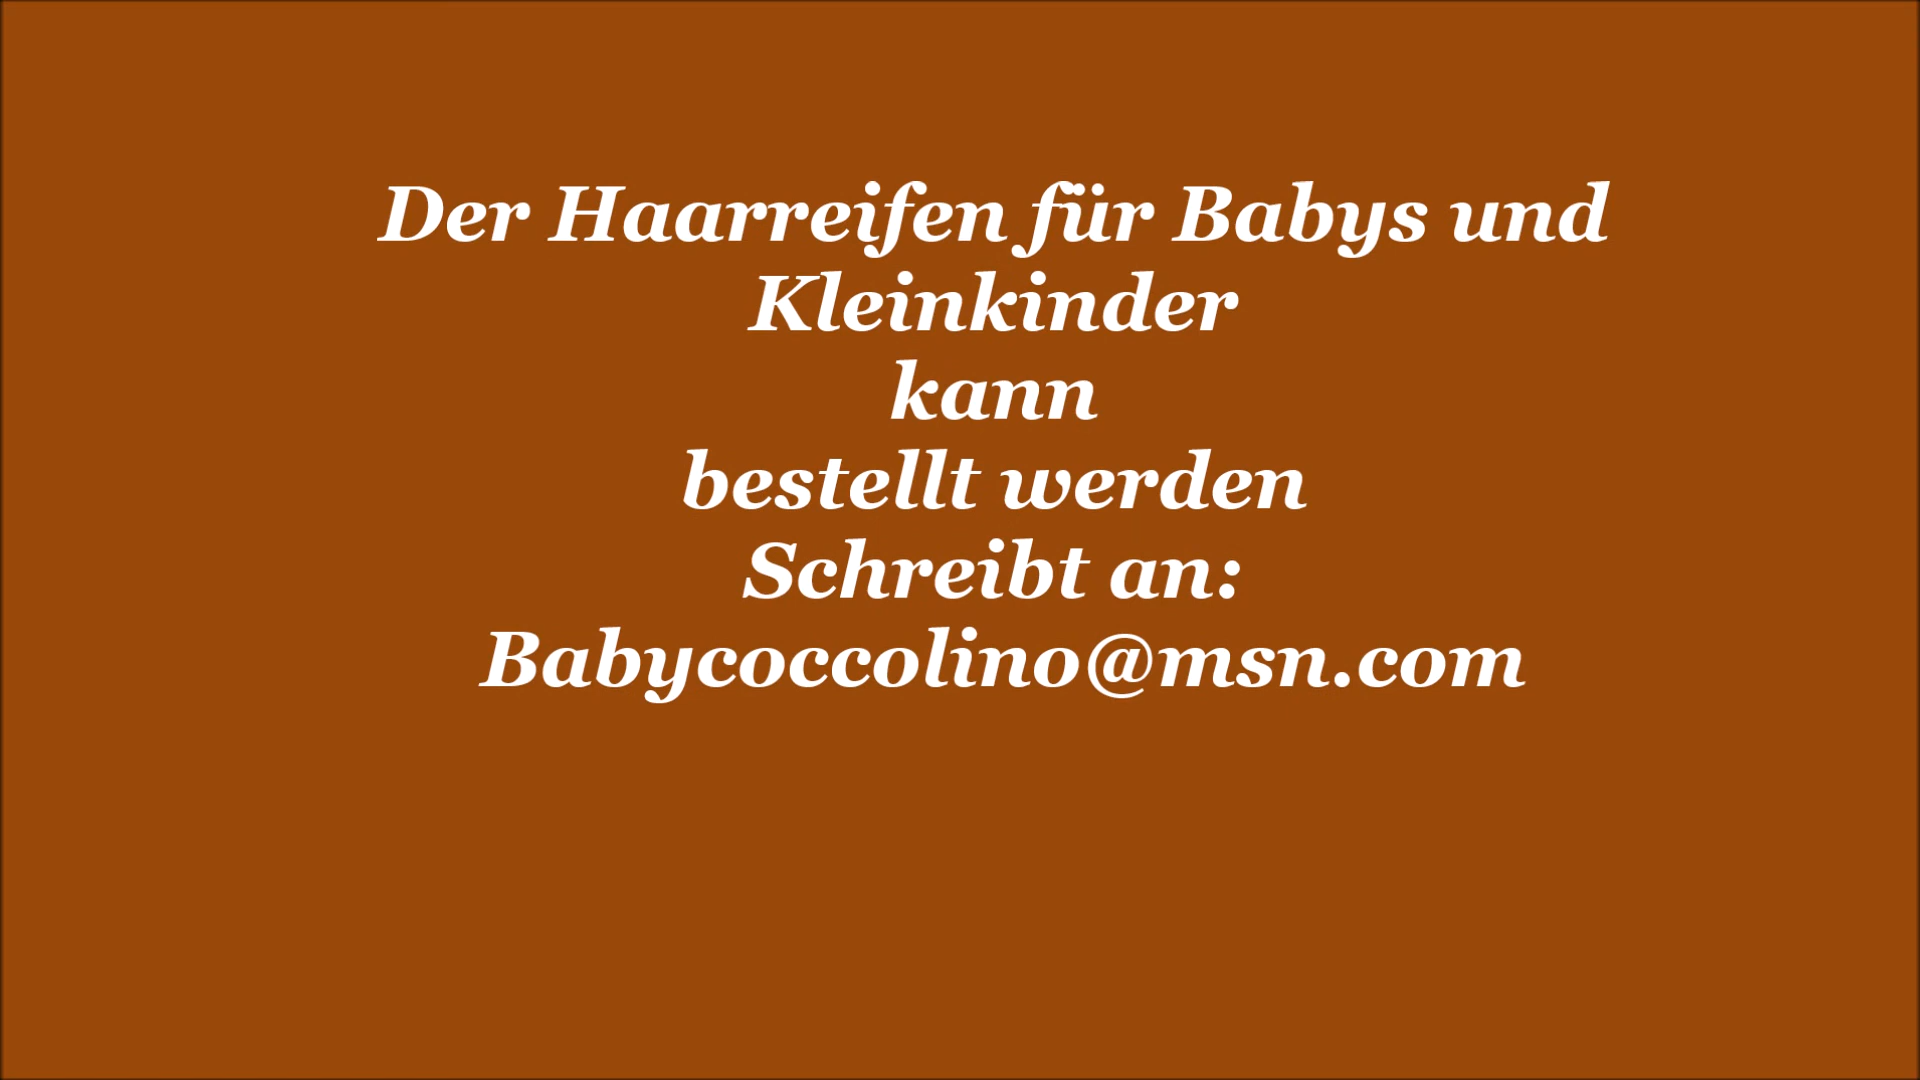 Der Haarreifen für Babys und
Kleinkinder
kann
bestellt werden
Schreibt an:
Babycoccolino@msn.com